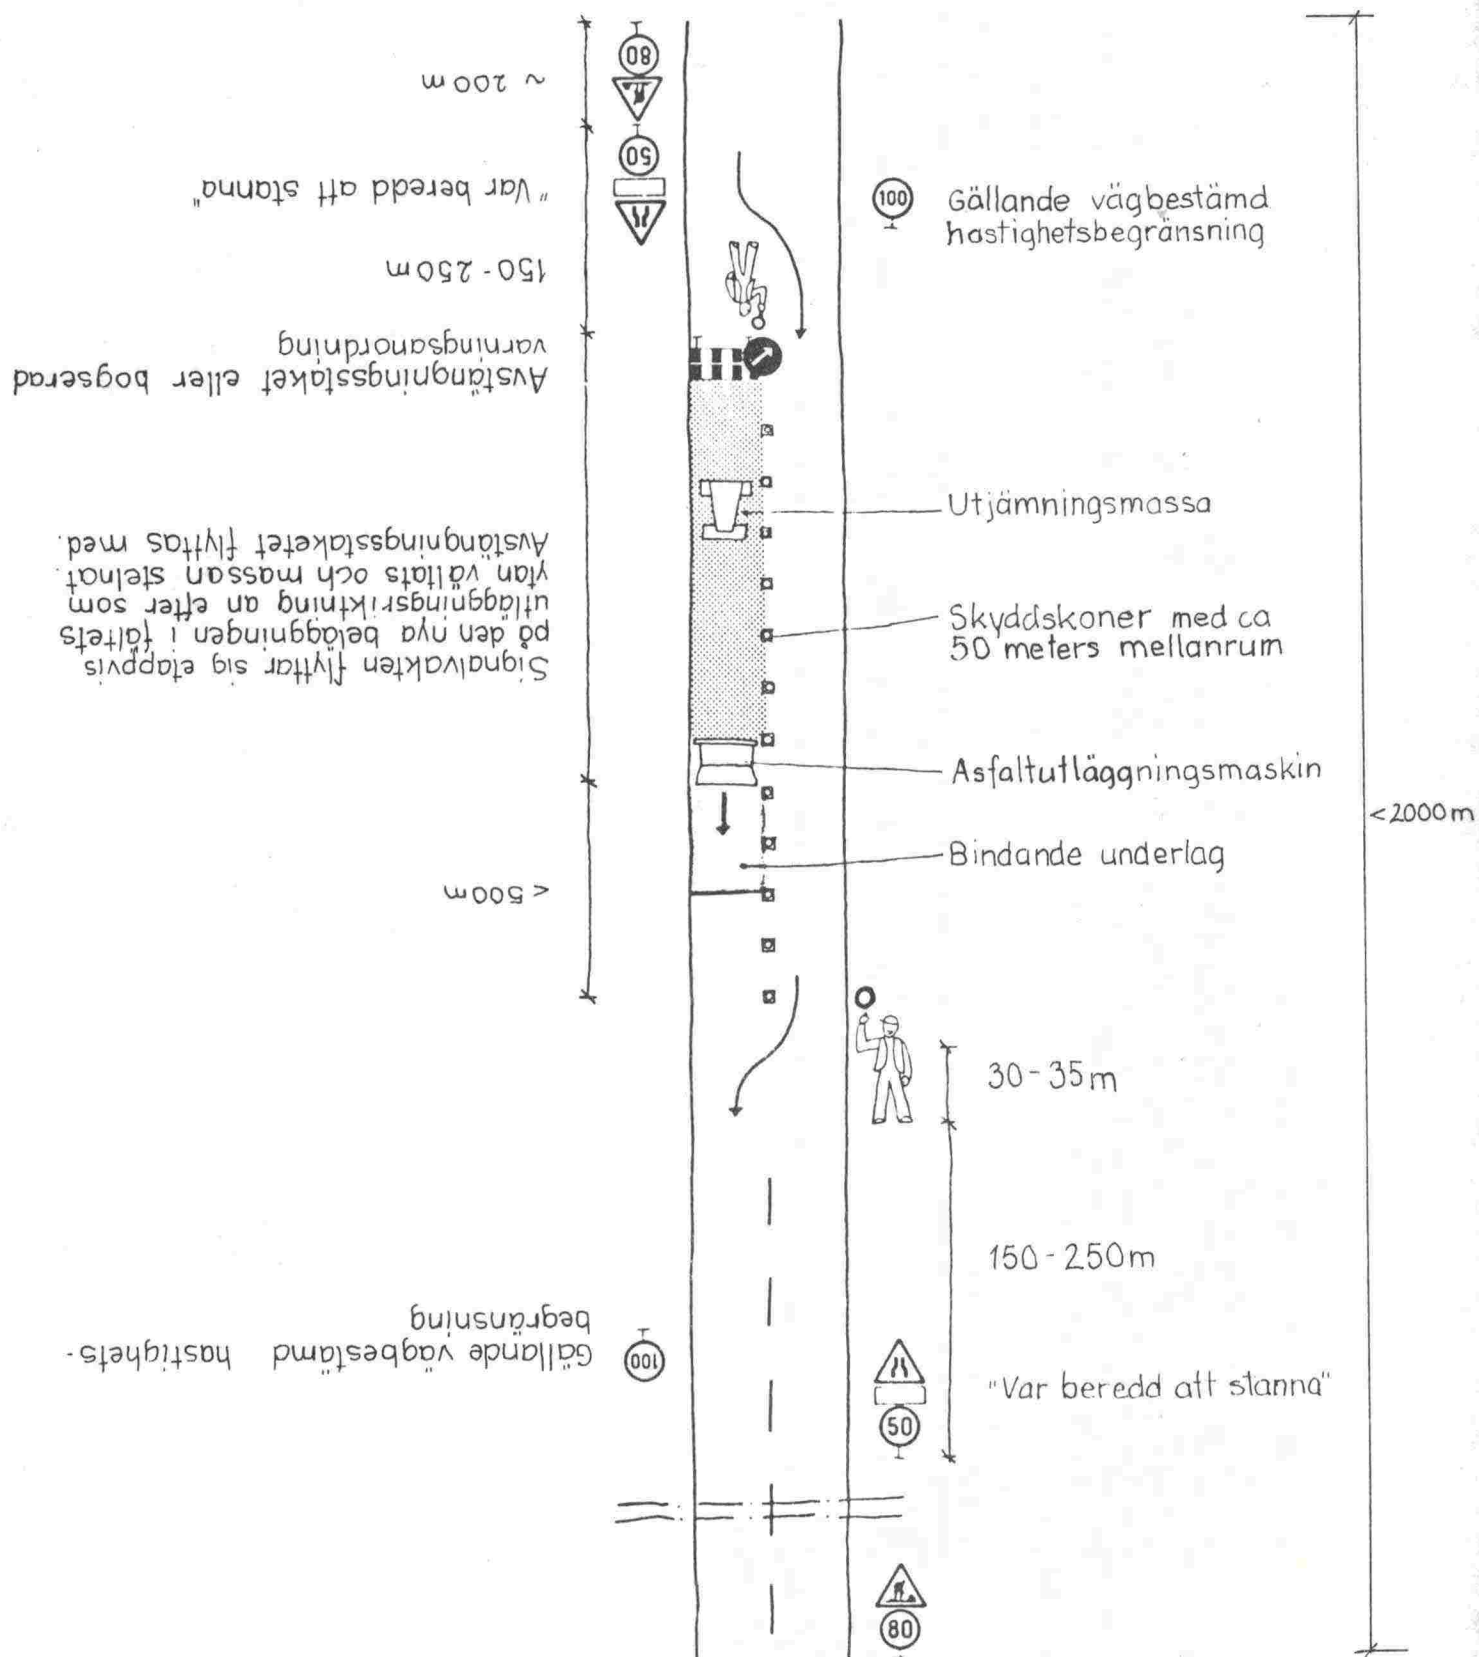 80
~ 200 m
50
"Var beredd att stanna"
150-250 m
Avstängningsstaket eller bogserad
varningsanordning
Signalvakten flyttar sig etappvis
på den nya beläggningen i fältets
utläggningsriktning an efter som
ytan vältats och massan stelnat.
Avstängningsstaketet flyttas med.
< 500m
Gällande vägbestämd hastighets-
begränsning
100
100
Gällande vägbestämd
hastighetsbegränsning
Utjämningsmassa
Skyddskoner med ca
50 meters mellanrum
Asfaltutläggningsmaskin
Bindande underlag
<2000m
30-35m
150-250m
"Var beredd att stanna"
50
80